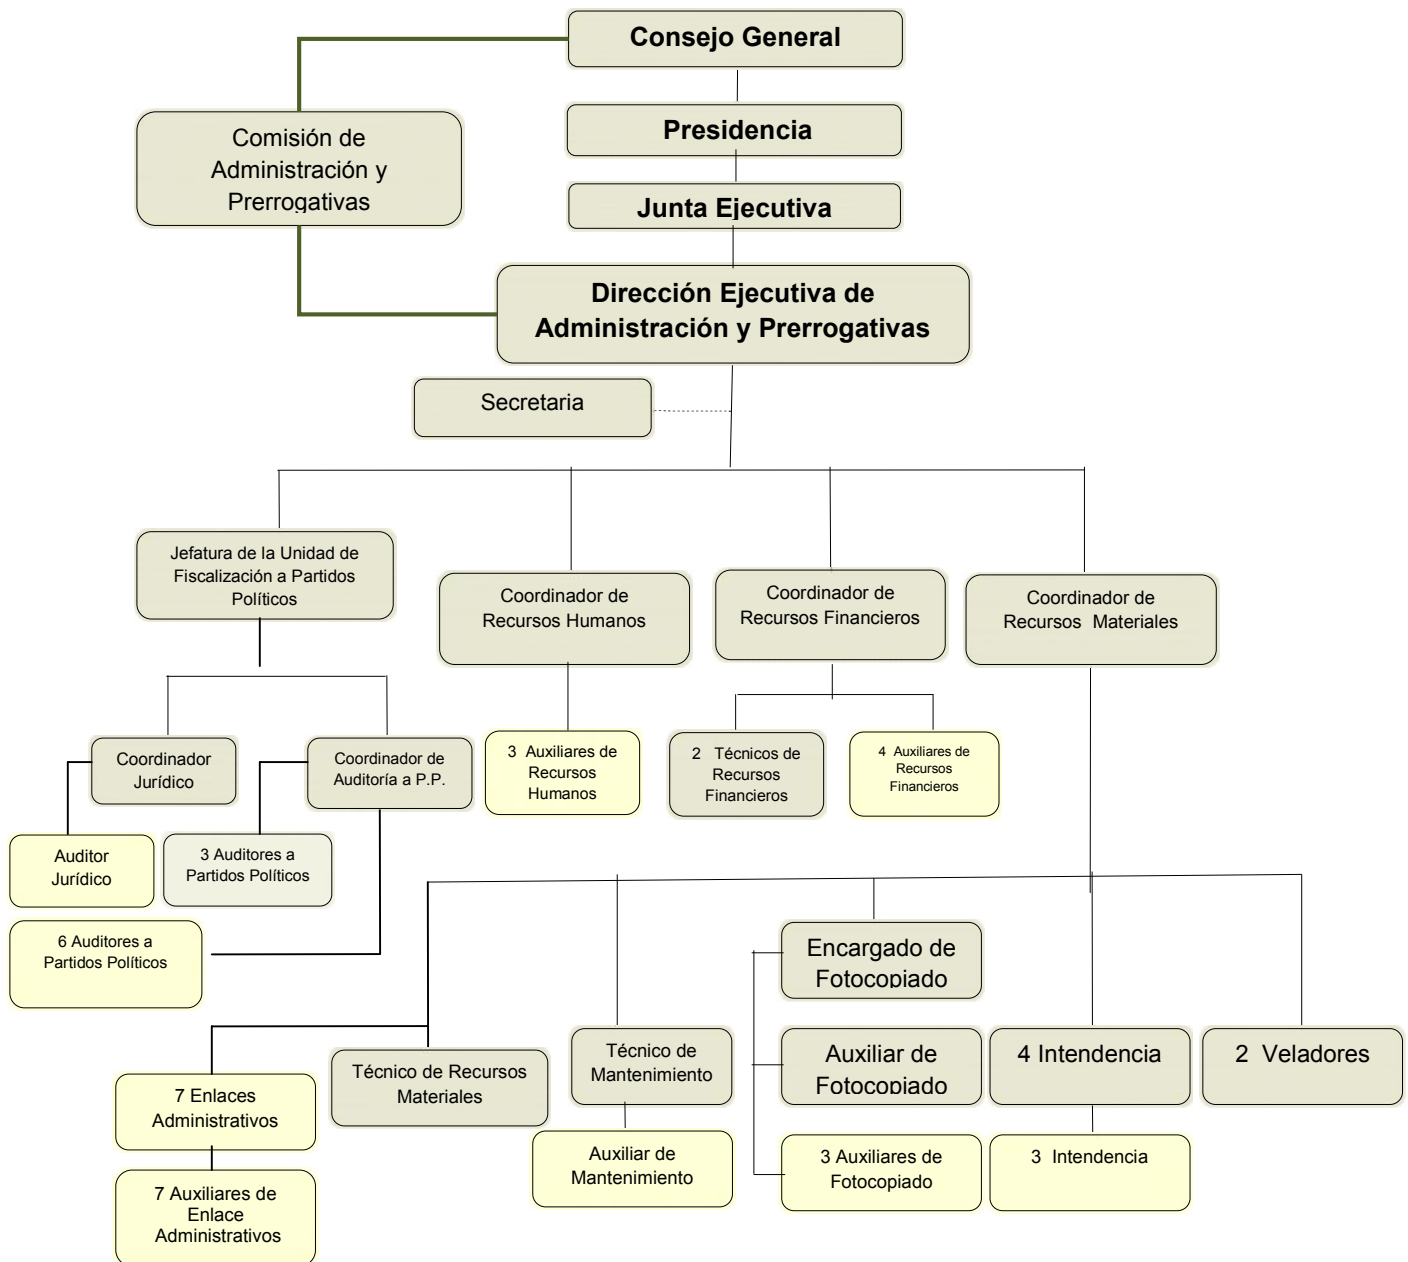 Consejo General
Comisión de
Administración y
Prerrogativas
Presidencia
Junta Ejecutiva
Dirección Ejecutiva de
Administración y Prerrogativas
Secretaria
Jefatura de la Unidad de
Fiscalización a Partidos
Políticos
Coordinador de
Recursos Humanos
Coordinador de
Recursos Financieros
Coordinador de
Recursos Materiales
Coordinador
Jurídico
Coordinador de
Auditoría a P.P.
3 Auxiliares de
Recursos
Humanos
2 Técnicos de
Recursos
Financieros
4 Auxiliares de
Recursos
Financieros
Auditor
Jurídico
3 Auditores a
Partidos Políticos
6 Auditores a
Partidos Políticos
Encargado de
Fotocopiado
7 Enlaces
Administrativos
Técnico de Recursos
Materiales
Técnico de
Mantenimiento
Auxiliar de
Fotocopiado
4 Intendencia
2 Veladores
Auxiliar de
Mantenimiento
3 Auxiliares de
Fotocopiado
3 Intendencia
7 Auxiliares de
Enlace
Administrativos